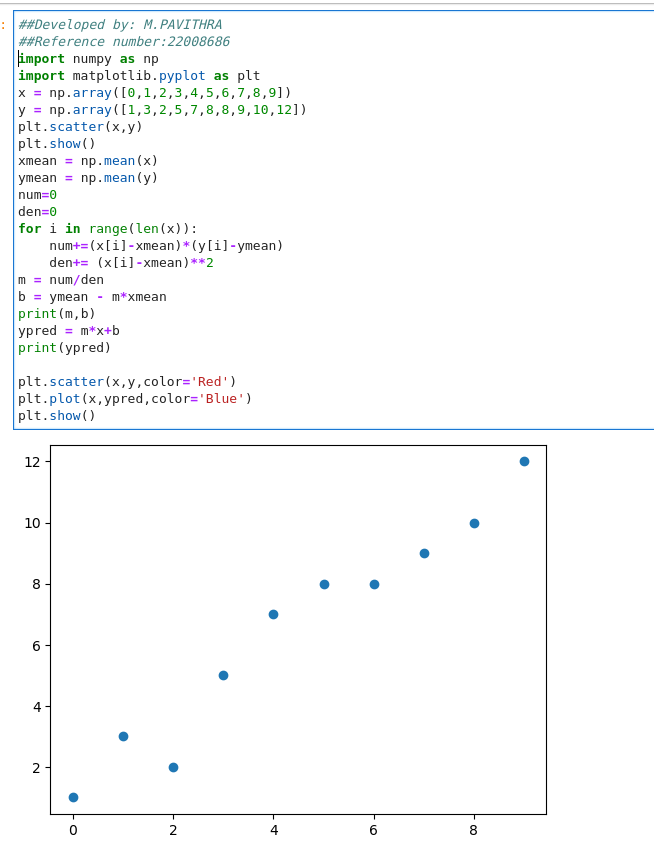 :
##Developed by: M.PAVITHRA
##Reference number:22008686
import numpy as np
import matplotlib.pyplot as plt
x = np.array([0,1,2,3,4,5,6,7,8,9])
y = np.array([1,3,2,5,7,8,8,9,10,12])
plt.scatter(x,y)
plt.show()
xmean = np.mean(x)
ymean = np.mean(y)
num=0
den=0
for i in range(len(x)):
    num+=(x[i]-xmean)*(y[i]-ymean)
    den+= (x[i]-xmean)**2
m = num/den
b = ymean - m*xmean
print(m,b)
ypred = m*x+b
print(ypred)

plt.scatter(x,y,color='Red')
plt.plot(x,ypred,color='Blue')
plt.show()
12
10
8
6
4
2
0 2 4 6 8